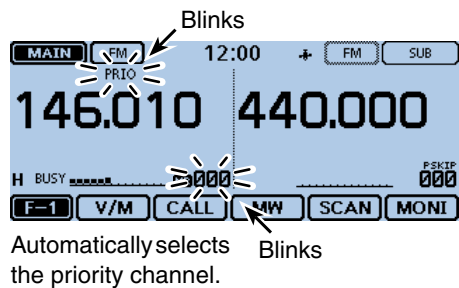 Blinks
MAIN FM 12:00 FM SUB
PRIO
146.010 440.000
H BUSY 000 PSKIP 000
F-1 V/M CALL MW SCAN MONI
Automatically selects Blinks
the priority channel.